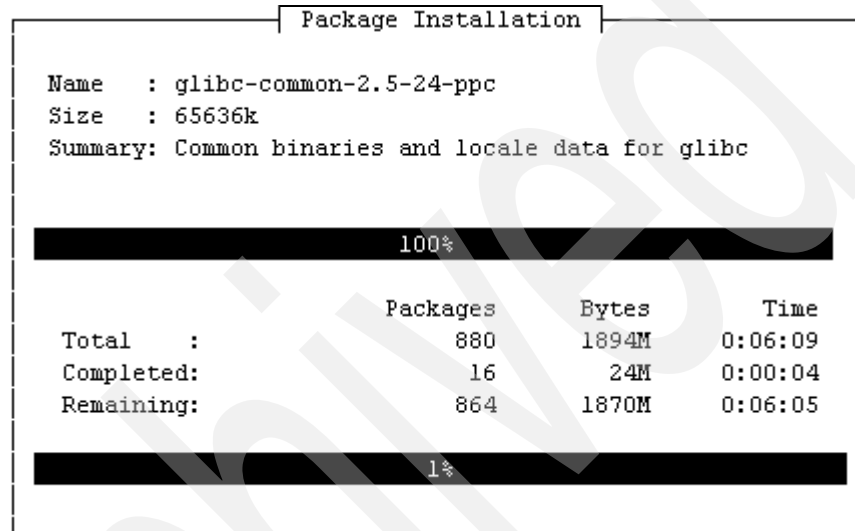 Package Installation
Name   : glibc-common-2.5-24-ppc
Size   : 65636k
Summary: Common binaries and locale data for glibc
100%
Packages Bytes Time
Total    : 880 1894M 0:06:09
Completed: 16 24M 0:00:04
Remaining: 864 1870M 0:06:05
1%